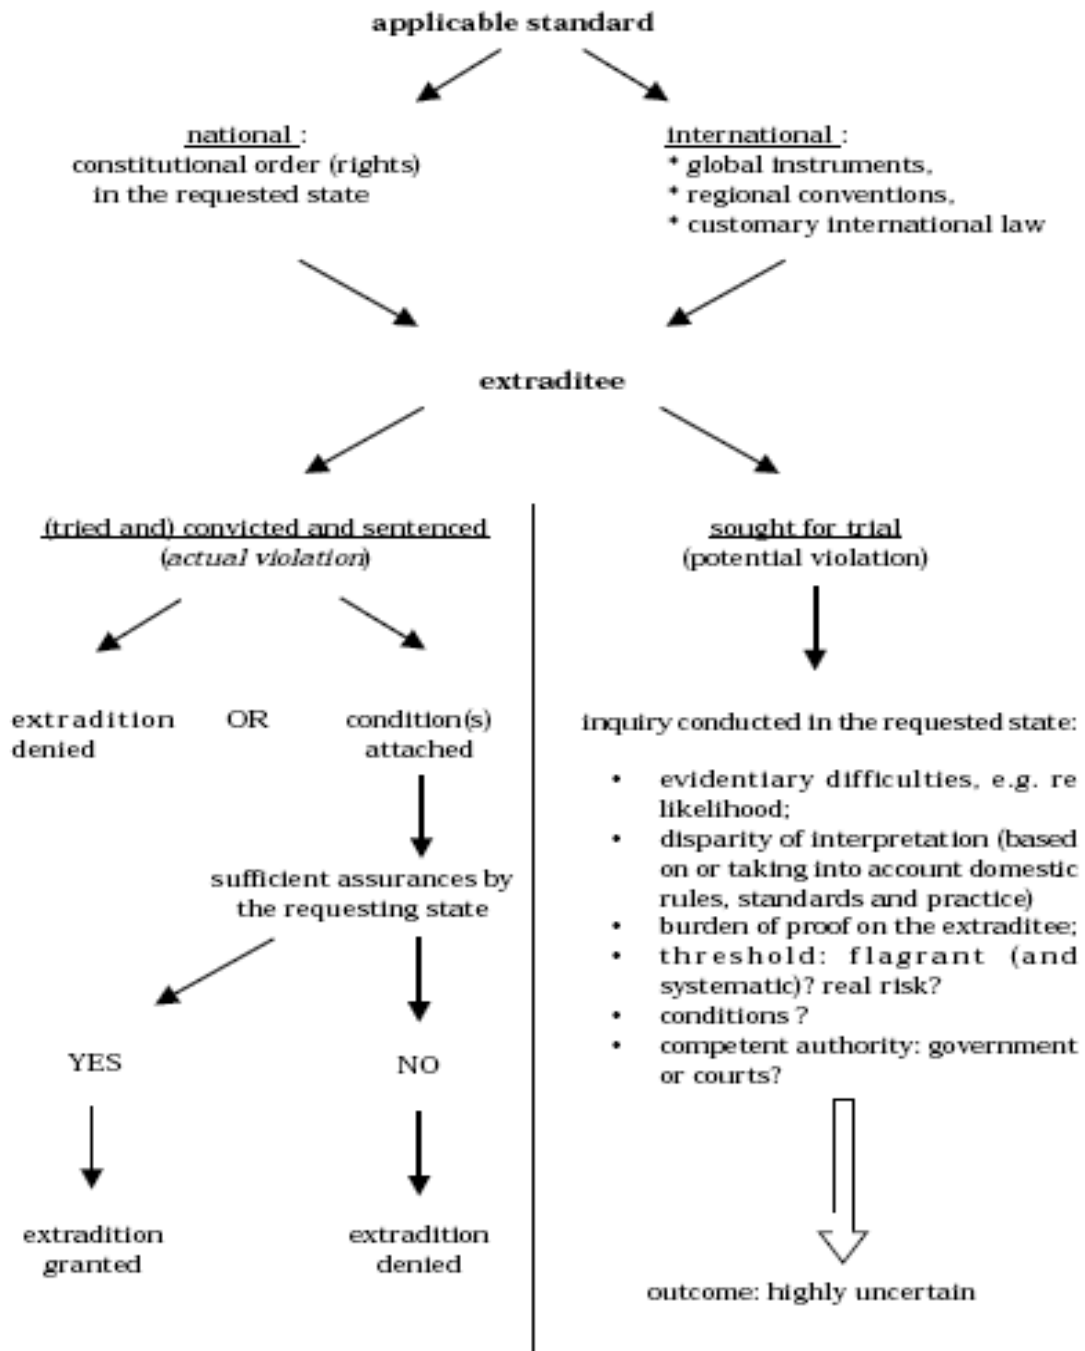 applicable standard
national :
constitutional order (rights)
in the requested state
international :
* global instruments,
* regional conventions,
* customary international law
extraditee
(tried and) convicted and sentenced
(actual violation)
sought for trial
(potential violation)
extradition
denied
OR
condition(s)
attached
sufficient assurances by
the requesting state
YES
NO
extradition
granted
extradition
denied
inquiry conducted in the requested state:
• evidentiary difficulties, e.g. re
likelihood;
• disparity of interpretation (based
on or taking into account domestic
rules, standards and practice)
• burden of proof on the extraditee;
• threshold: flagrant (and
systematic)? real risk?
• conditions ?
• competent authority: government
or courts?
outcome: highly uncertain